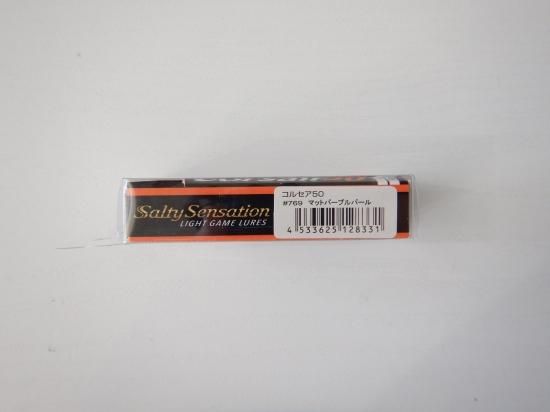 Salty Sensation
LIGHT GAME LURES
コルセア50
#769 マットパープルパール
4 533625 128331